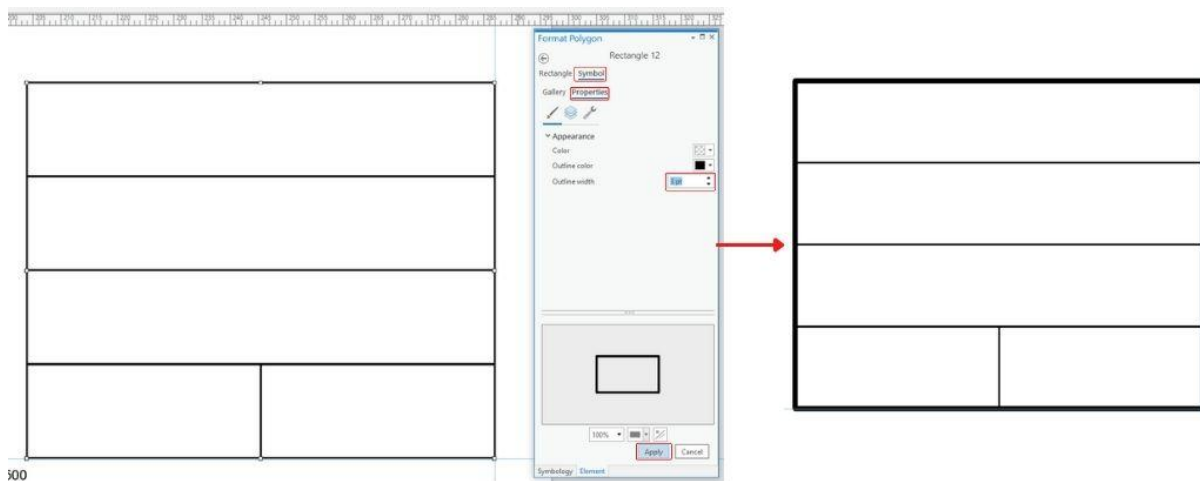 Format Polygon
Rectangle 12
Rectangle Symbol
Gallery Properties
Appearance
Color
Outline color
Outline width
100%
Apply Cancel
Symbology Element
500